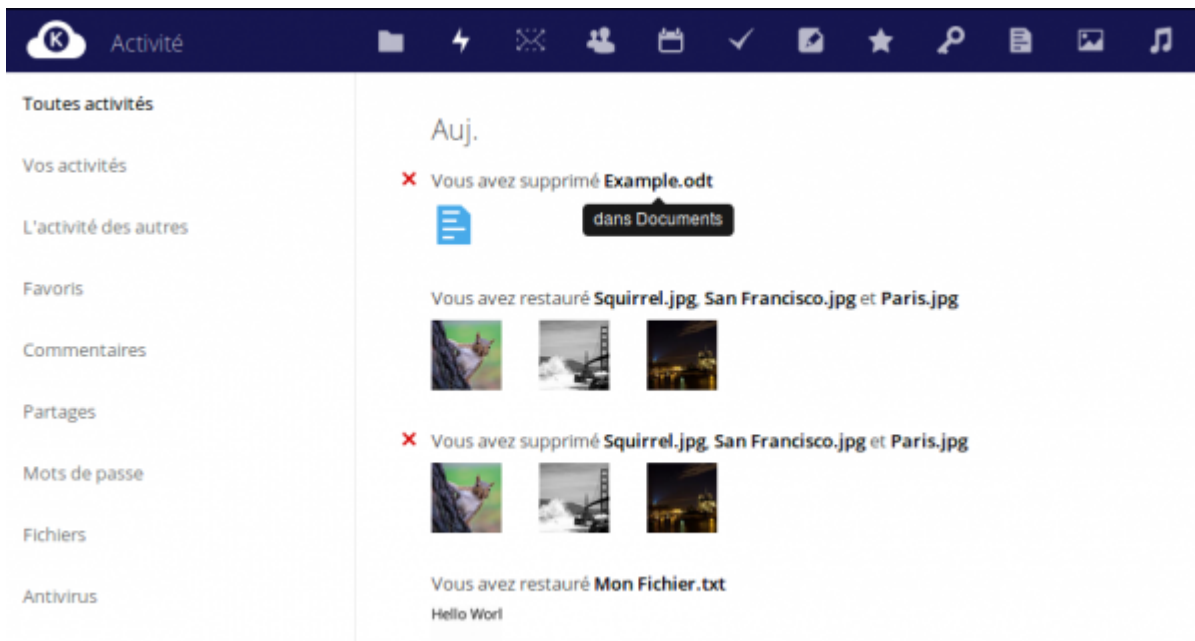 K
Activité
Toutes activités
Vos activités
L'activité des autres
Favoris
Commentaires
Partages
Mots de passe
Fichiers
Antivirus
Auj.
Vous avez supprimé Example.odt
dans Documents
Vous avez restauré Squirrel.jpg, San Francisco.jpg et Paris.jpg
Vous avez supprimé Squirrel.jpg, San Francisco.jpg et Paris.jpg
Vous avez restauré Mon Fichier.txt
Hello Worl